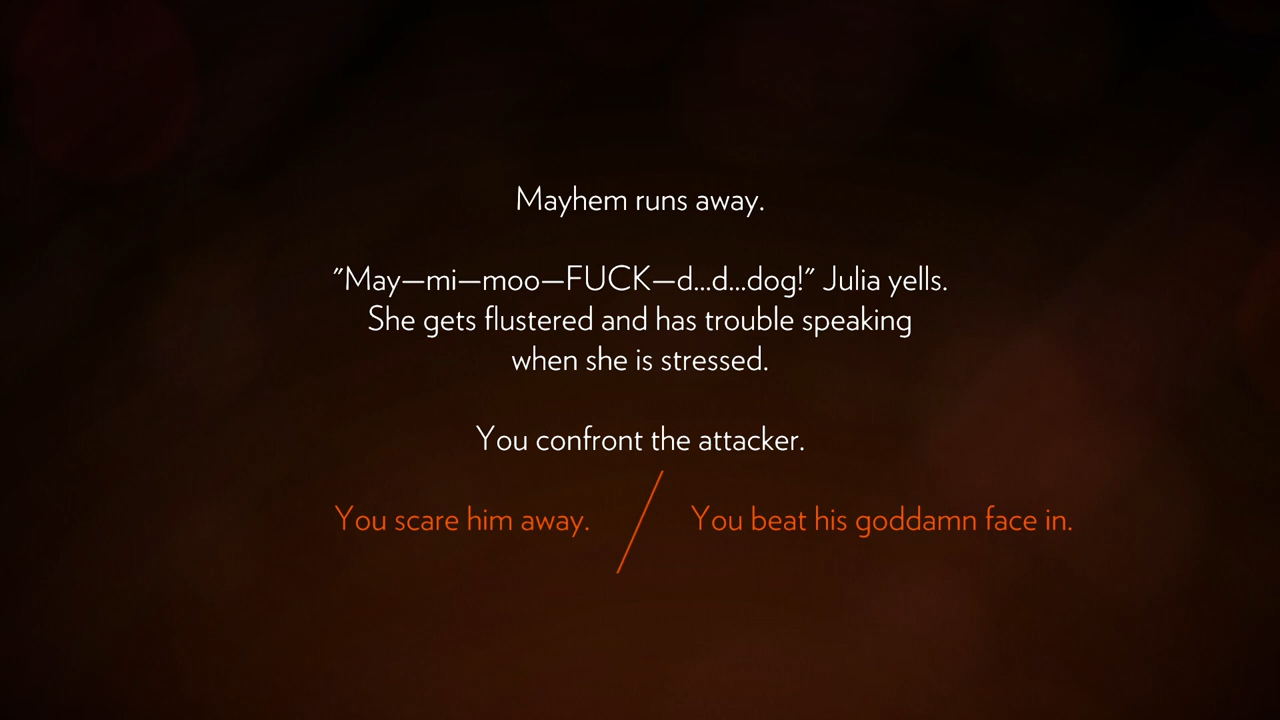 Mayhem runs away.
"May—mi—moo—FUCK—d...d...dog!" Julia yells.
She gets flustered and has trouble speaking
when she is stressed.
You confront the attacker.
You scare him away. / You beat his goddamn face in.